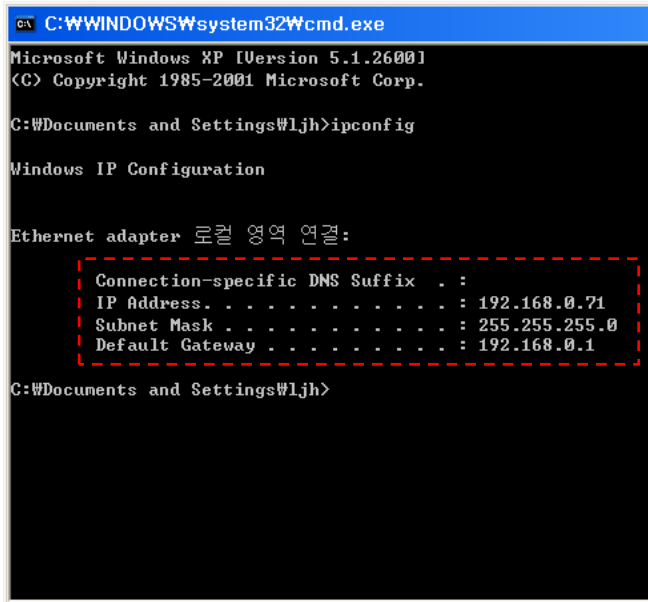 C:₩WINDOWS₩system32₩cmd.exe
Microsoft Windows XP [Version 5.1.2600]
(C) Copyright 1985-2001 Microsoft Corp.
C:₩Documents and Settings₩ljh>ipconfig
Windows IP Configuration
Ethernet adapter 로컬 영역 연결:
Connection-specific DNS Suffix . :
IP Address. . . . . . . . . . . . : 192.168.0.71
Subnet Mask . . . . . . . . . . . : 255.255.255.0
Default Gateway . . . . . . . . . : 192.168.0.1
C:₩Documents and Settings₩ljh>